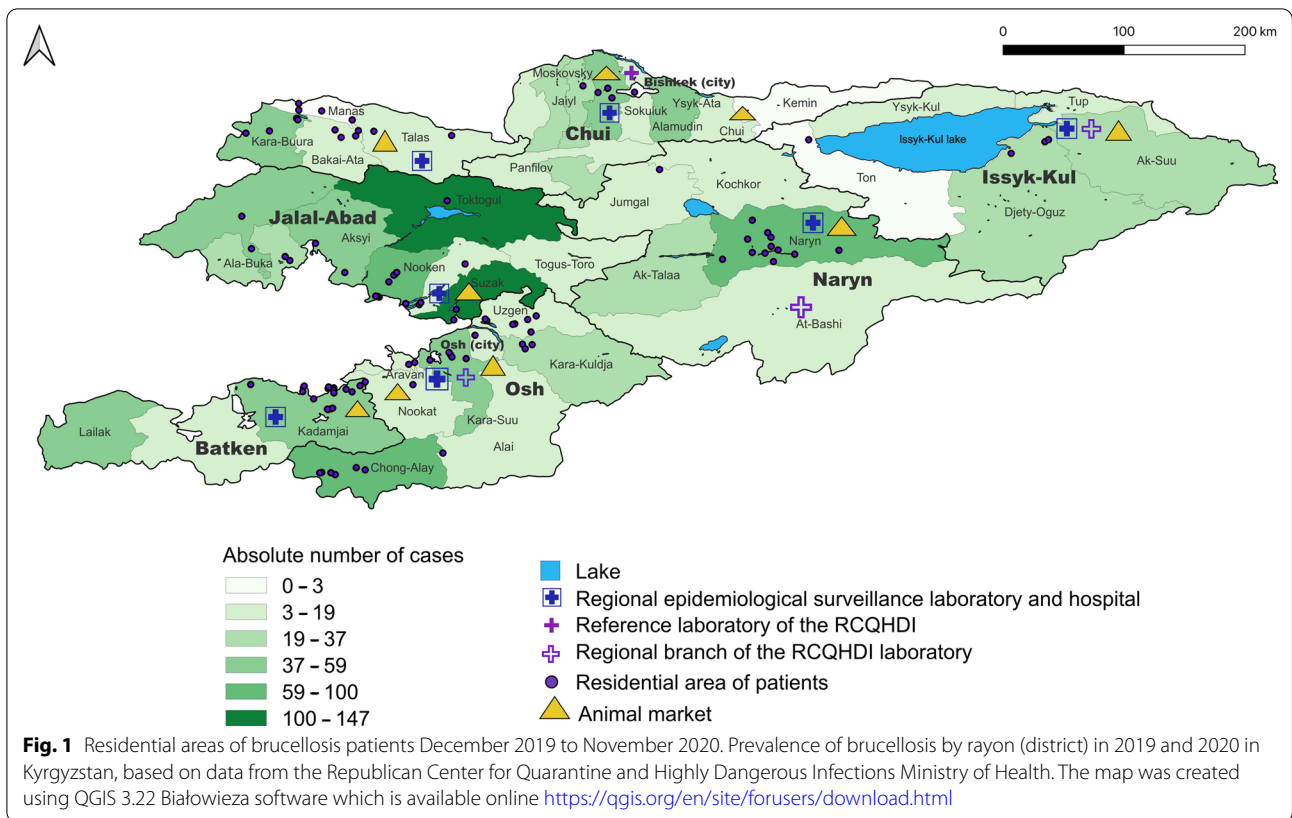 0 100 200 km
Moskovsky
Bishkek (city)
Jaiyl
Sokuluk
Ysyk-Ata
Kemin
Ysyk-Kul
Tup
Manas
Chui
Alamudin
Chui
Issyk-Kul lake
Kara-Buura
Talas
Bakai-Ata
Ak-Suu
Panfilov
Issyk-Kul
Ton
Kochkor
Toktogul
Jumgal
Djety-Oguz
Jalal-Abad
Aksyi
Naryn
Ala-Buka
Nooken
Togus-Toro
Ak-Talaa
Suzak
Naryn
Uzgen
At-Bashi
Osh (city)
Kara-Kuldja
Aravan
Osh
Nookat
Kara-Suu
Lailak
Kadamjai
Batken
Alai
Chong-Alay
Absolute number of cases
0 – 3
3 – 19
19 – 37
37 – 59
59 – 100
100 – 147
Lake
Regional epidemiological surveillance laboratory and hospital
Reference laboratory of the RCQHDI
Regional branch of the RCQHDI laboratory
Residential area of patients
Animal market
Fig. 1 Residential areas of brucellosis patients December 2019 to November 2020. Prevalence of brucellosis by rayon (district) in 2019 and 2020 in
Kyrgyzstan, based on data from the Republican Center for Quarantine and Highly Dangerous Infections Ministry of Health. The map was created
using QGIS 3.22 Białowieza software which is available online https://qgis.org/en/site/forusers/download.html